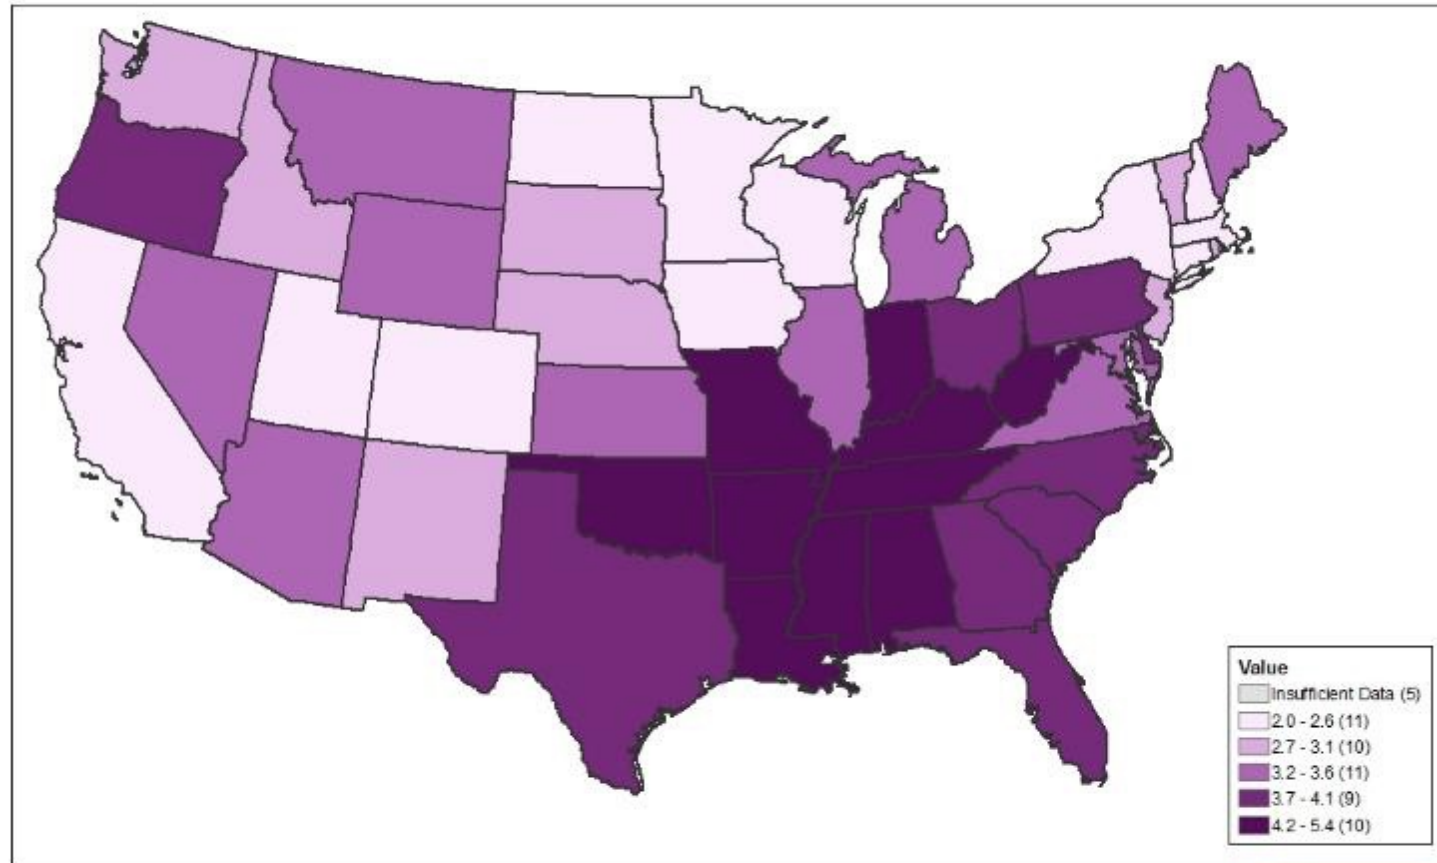 Value
Insufficient Data (5)
2.0 - 2.6 (11)
2.7 - 3.1 (10)
3.2 - 3.6 (11)
3.7 - 4.1 (9)
4.2 - 5.4 (10)